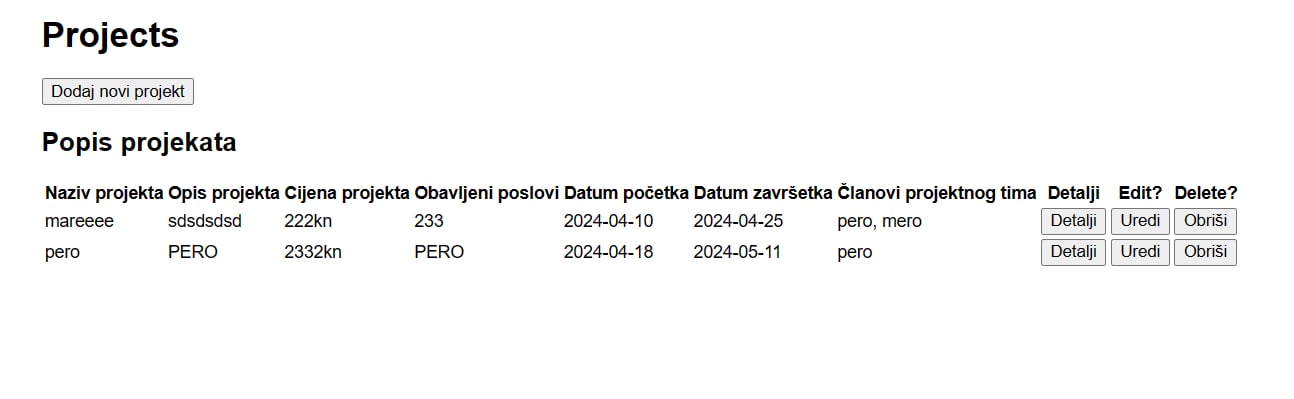 Projects
Dodaj novi projekt
Popis projekata
Naziv projekta Opis projekta Cijena projekta Obavljeni poslovi Datum početka Datum završetka Članovi projektnog tima Detalji Edit? Delete?
mareeee sdsdsdsd 222kn 233 2024-04-10 2024-04-25 pero, mero Detalji Uredi Obriši
pero PERO 2332kn PERO 2024-04-18 2024-05-11 pero Detalji Uredi Obriši